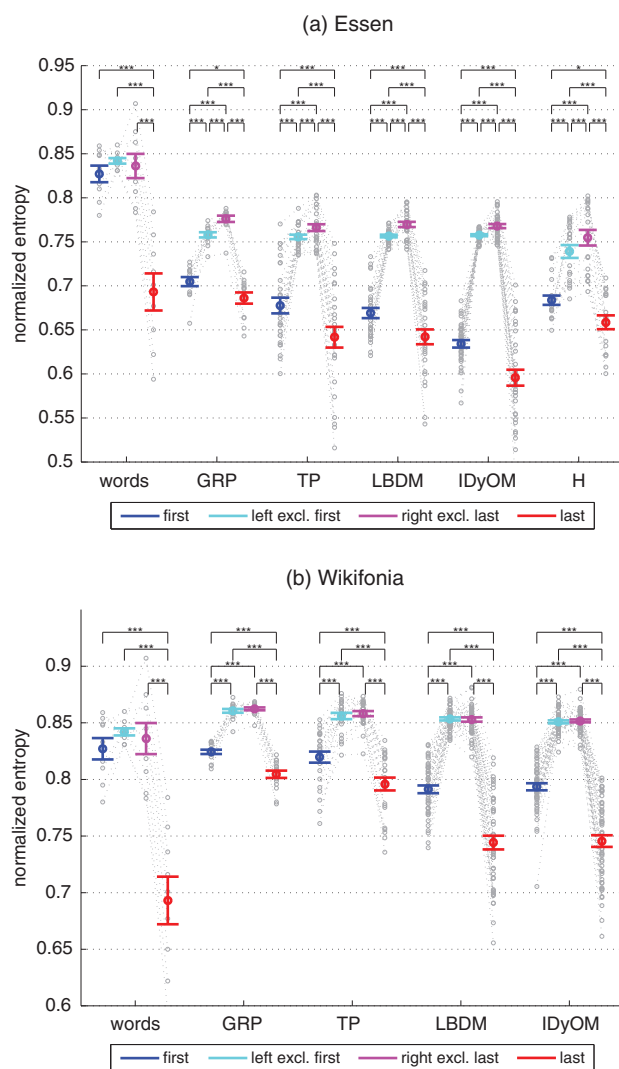 (a) Essen
0.95
0.9
0.85
0.8
0.75
0.7
0.65
0.6
0.55
0.5
normalized entropy
*** * *** *** *** *
*** *** *** *** *** ***
*** *** *** *** ***
*** *** *** *** *** *** *** *** *** *** *** *** *** *** *** ***
words GRP TP LBDM IDyOM H
first left excl. first right excl. last last
(b) Wikifonia
0.9
0.85
0.8
0.75
0.7
0.65
0.6
normalized entropy
*** *** *** *** ***
*** *** *** *** ***
*** *** *** ***
*** *** *** *** *** *** *** *** ***
words GRP TP LBDM IDyOM
first left excl. first right excl. last last